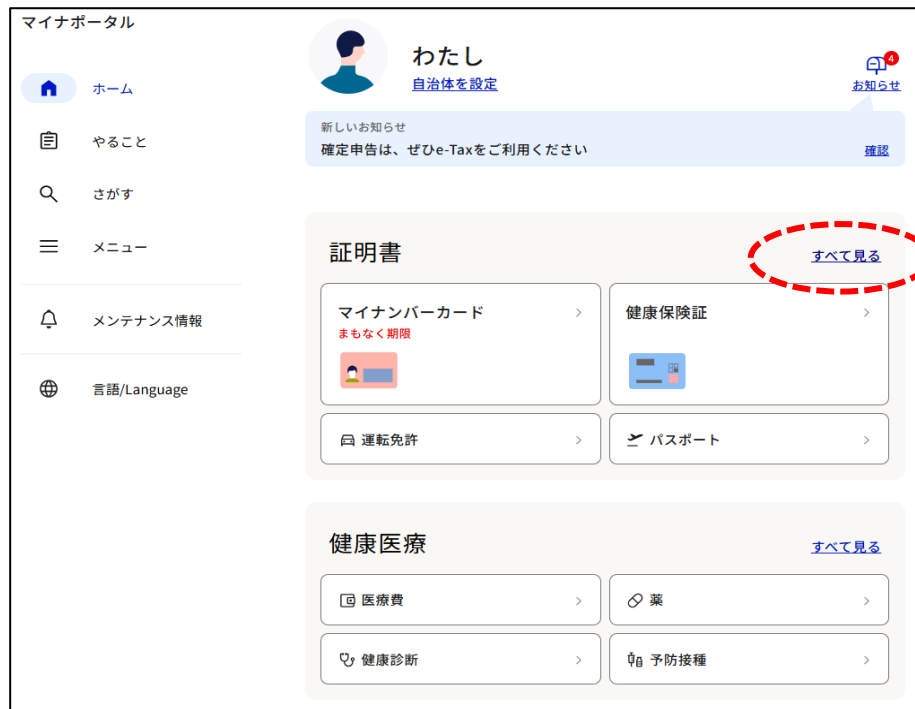 マイナポータル
ホーム
やること
さがす
メニュー
メンテナンス情報
言語/Language
わたし
自治体を設定
4
お知らせ
新しいお知らせ
確定申告は、ぜひe-Taxをご利用ください
確認
証明書
すべて見る
マイナンバーカード
まもなく期限
健康保険証
運転免許
パスポート
健康医療
すべて見る
医療費
薬
健康診断
予防接種